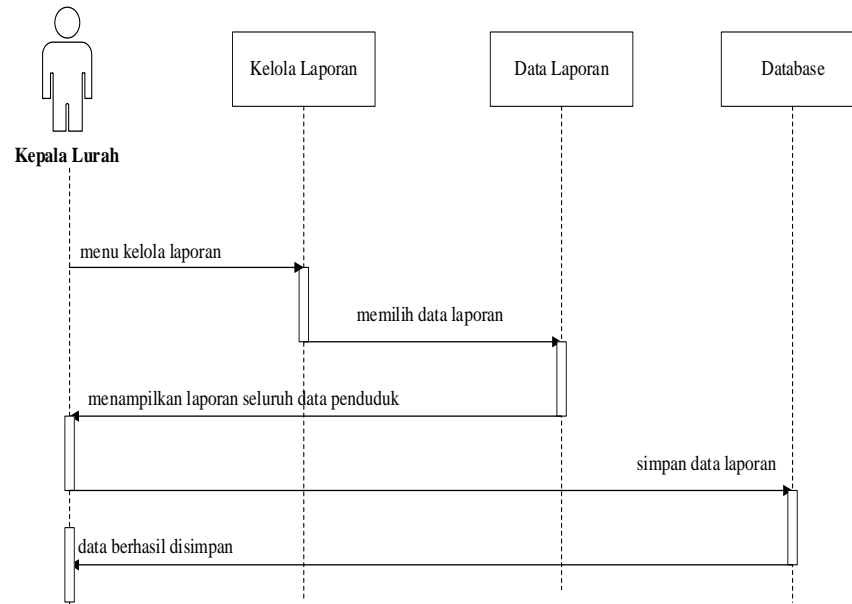 Kelola Laporan
Data Laporan
Database
Kepala Lurah
menu kelola laporan
memilih data laporan
menampilkan laporan seluruh data penduduk
simpan data laporan
data berhasil disimpan